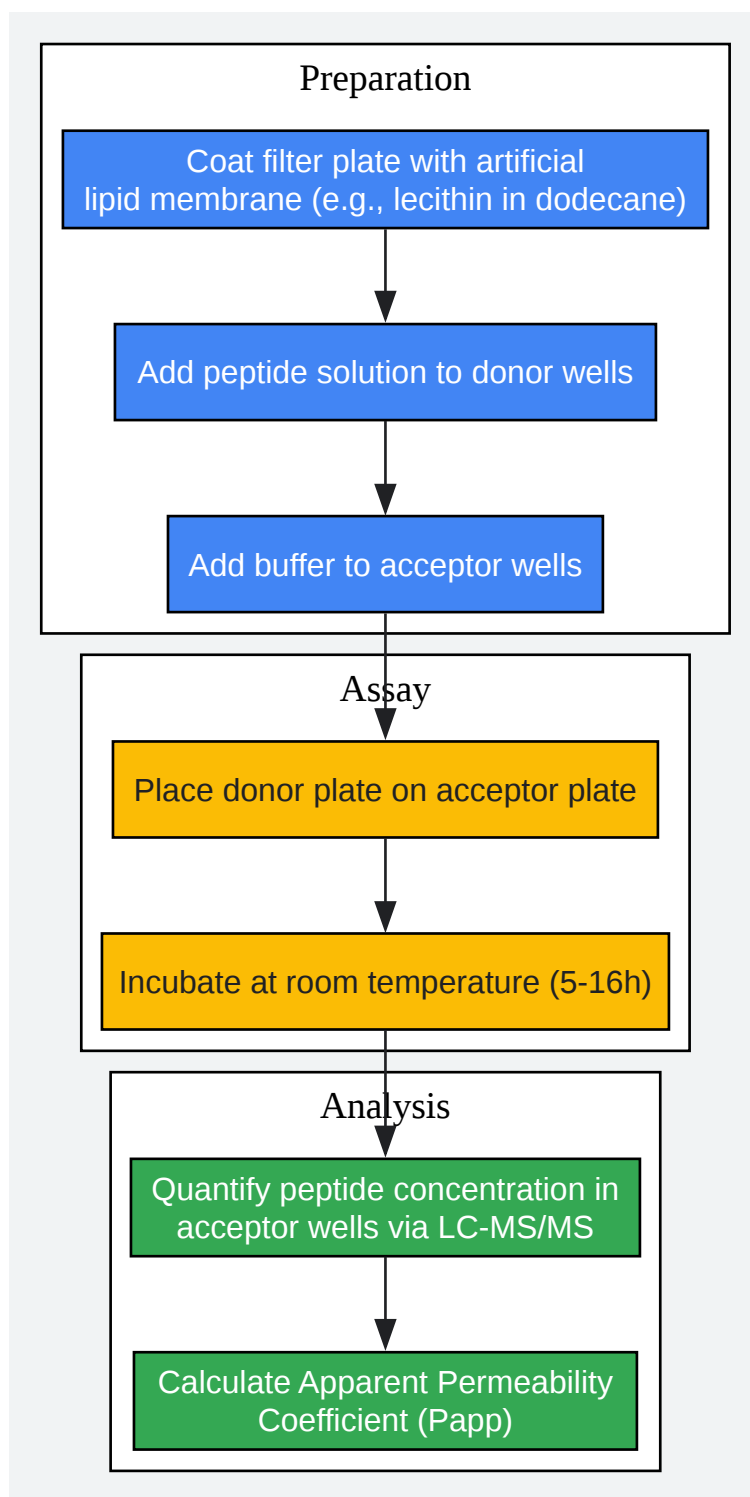 Preparation
Coat filter plate with artificial
lipid membrane (e.g., lecithin in dodecane)
Add peptide solution to donor wells
Add buffer to acceptor wells
Assay
Place donor plate on acceptor plate
Incubate at room temperature (5-16h)
Analysis
Quantify peptide concentration in
acceptor wells via LC-MS/MS
Calculate Apparent Permeability
Coefficient (Papp)